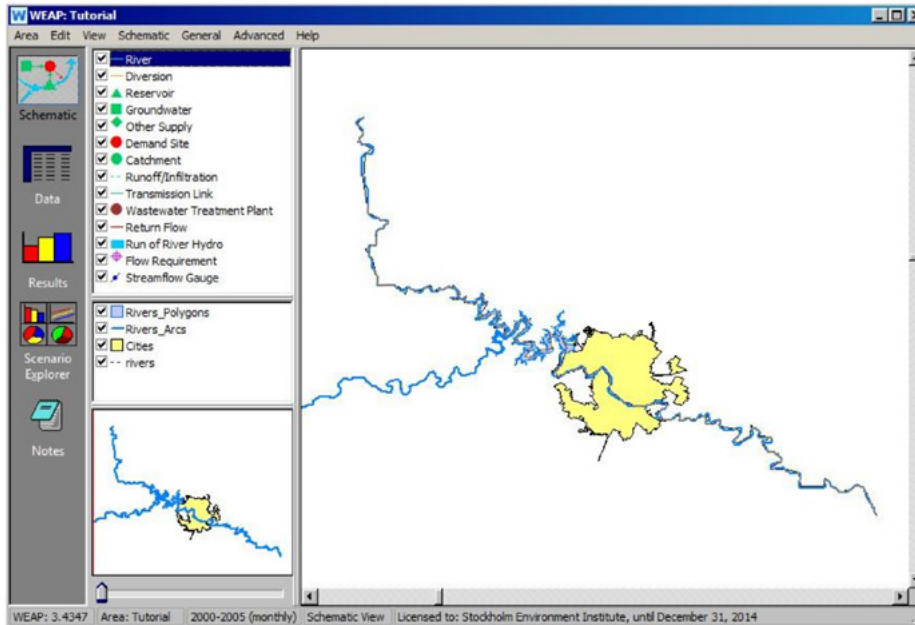 WEAP: Tutorial
Area Edit View Schematic General Advanced Help
Schematic
Data
Results
Scenario
Explorer
Notes
River
Diversion
Reservoir
Groundwater
Other Supply
Demand Site
Catchment
Runoff/Infiltration
Transmission Link
Wastewater Treatment Plant
Return Flow
Run of River Hydro
Flow Requirement
Streamflow Gauge
Rivers_Polygons
Rivers_Arcs
Cities
rivers
WEAP: 3.4347 Area: Tutorial 2000-2005 (monthly) Schematic View Licensed to: Stockholm Environment Institute, until December 31, 2014